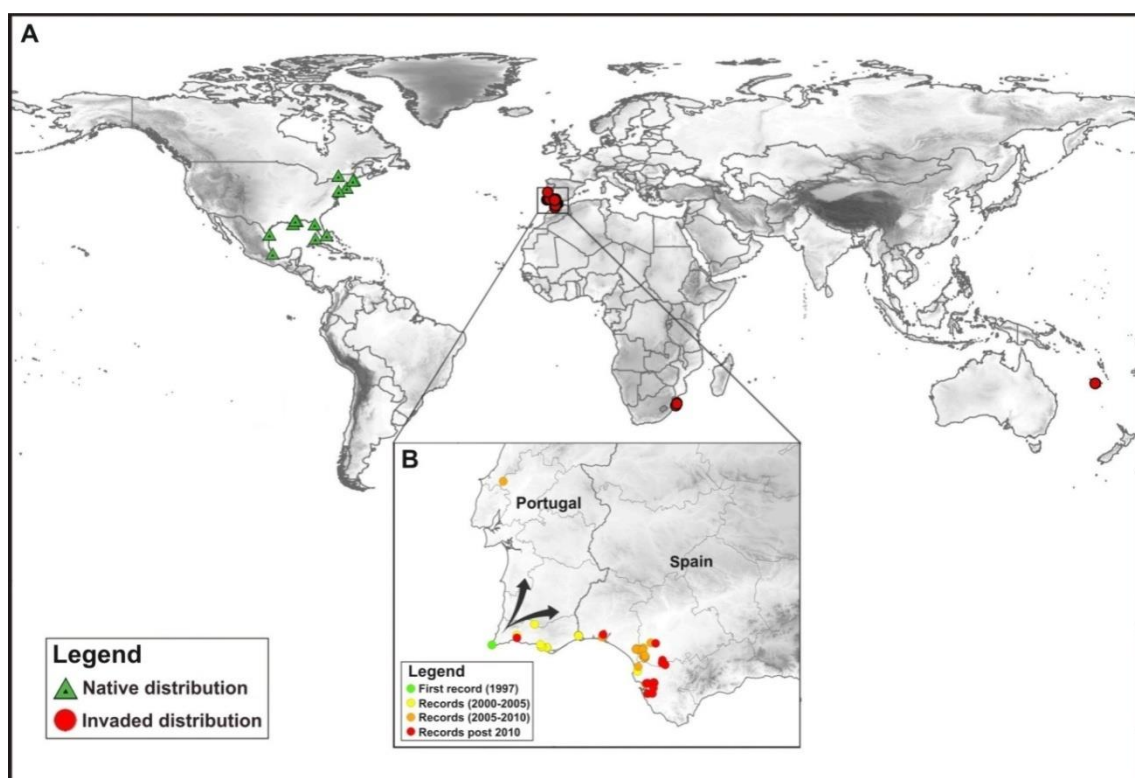 A
B
Portugal
Spain
Legend
First record (1997)
Records (2000-2005)
Records (2005-2010)
Records post 2010
Legend
Native distribution
Invaded distribution